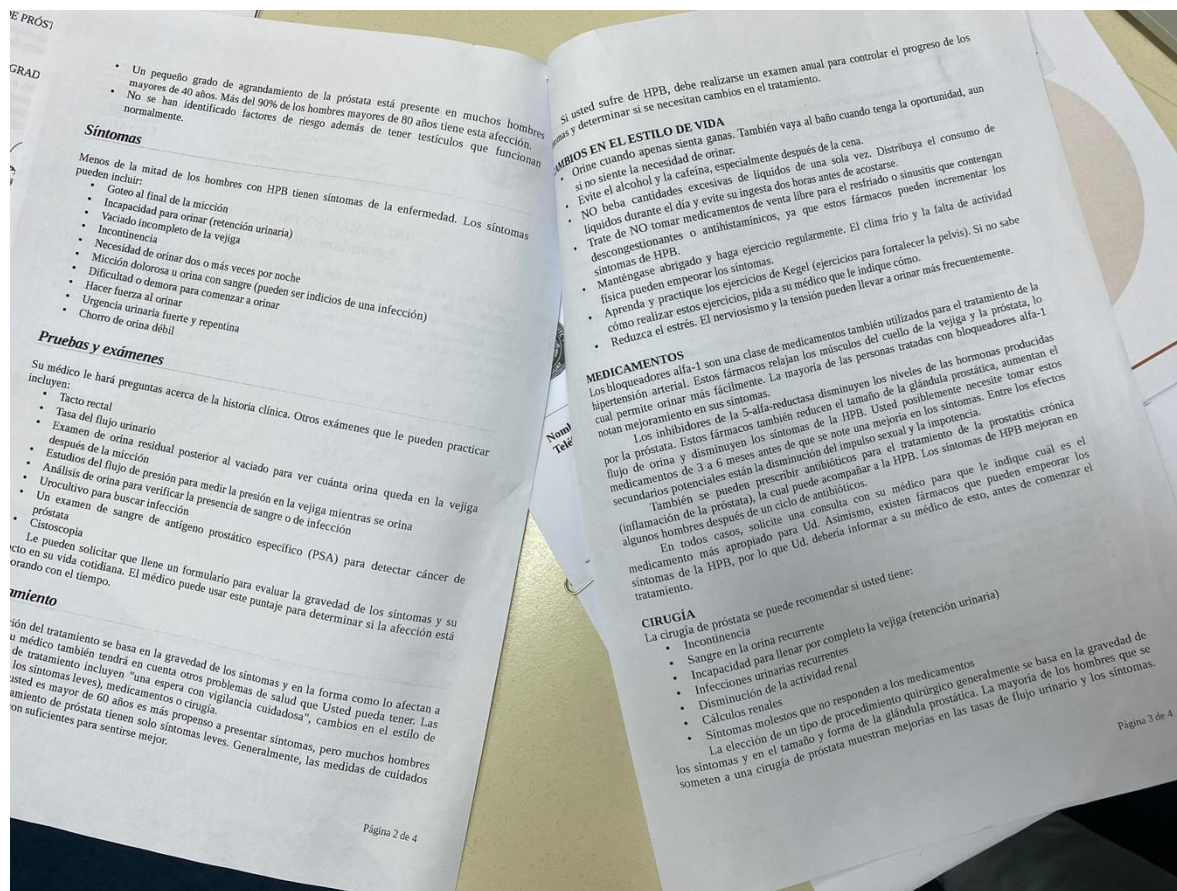 E PRÓST
GRAD
• Un pequeño grado de agrandamiento de la próstata está presente en muchos hombres
mayores de 40 años. Más del 90% de los hombres mayores de 80 años tiene esta afección.
• No se han identificado factores de riesgo además de tener testículos que funcionan
normalmente.
Síntomas
Menos de la mitad de los hombres con HPB tienen síntomas de la enfermedad. Los síntomas
pueden incluir:
• Goteo al final de la micción
• Incapacidad para orinar (retención urinaria)
• Vaciado incompleto de la vejiga
• Incontinencia
• Necesidad de orinar dos o más veces por noche
• Micción dolorosa u orina con sangre (pueden ser indicios de una infección)
• Dificultad o demora para comenzar a orinar
• Hacer fuerza al orinar
• Urgencia urinaria fuerte y repentina
• Chorro de orina débil
Pruebas y exámenes
Su médico le hará preguntas acerca de la historia clínica. Otros exámenes que le pueden practicar
incluyen:
• Tacto rectal
• Tasa del flujo urinario
• Examen de orina residual posterior al vaciado para ver cuánta orina queda en la vejiga
después de la micción
• Estudios del flujo de presión para medir la presión en la vejiga mientras se orina
• Análisis de orina para verificar la presencia de sangre o de infección
• Urocultivo para buscar infección
• Un examen de sangre de antígeno prostático específico (PSA) para detectar cáncer de
próstata
• Cistoscopia
Le pueden solicitar que llene un formulario para evaluar la gravedad de los síntomas y su
cto en su vida cotidiana. El médico puede usar este puntaje para determinar si la afección está
orando con el tiempo.
amiento
ión del tratamiento se basa en la gravedad de los síntomas y en la forma como lo afectan a
u médico también tendrá en cuenta otros problemas de salud que Usted pueda tener. Las
de tratamiento incluyen "una espera con vigilancia cuidadosa", cambios en el estilo de
los síntomas leves), medicamentos o cirugía.
usted es mayor de 60 años es más propenso a presentar síntomas, pero muchos hombres
amiento de próstata tienen solo síntomas leves. Generalmente, las medidas de cuidados
on suficientes para sentirse mejor.
Página 2 de 4
Si usted sufre de HPB, debe realizarse un examen anual para controlar el progreso de los
omas y determinar si se necesitan cambios en el tratamiento.
MBIOS EN EL ESTILO DE VIDA
• Orine cuando apenas sienta ganas. También vaya al baño cuando tenga la oportunidad, aun
si no siente la necesidad de orinar.
• Evite el alcohol y la cafeína, especialmente después de la cena.
• NO beba cantidades excesivas de líquidos de una sola vez. Distribuya el consumo de
líquidos durante el día y evite su ingesta dos horas antes de acostarse.
• Trate de NO tomar medicamentos de venta libre para el resfriado o sinusitis que contengan
descongestionantes o antihistamínicos, ya que estos fármacos pueden incrementar los
síntomas de HPB.
• Manténgase abrigado y haga ejercicio regularmente. El clima frío y la falta de actividad
física pueden empeorar los síntomas.
• Aprenda y practique los ejercicios de Kegel (ejercicios para fortalecer la pelvis). Si no sabe
cómo realizar estos ejercicios, pida a su médico que le indique cómo.
• Reduzca el estrés. El nerviosismo y la tensión pueden llevar a orinar más frecuentemente.
MEDICAMENTOS
Los bloqueadores alfa-1 son una clase de medicamentos también utilizados para el tratamiento de la
hipertensión arterial. Estos fármacos relajan los músculos del cuello de la vejiga y la próstata, lo
cual permite orinar más fácilmente. La mayoría de las personas tratadas con bloqueadores alfa-1
notan mejoramiento en sus síntomas.
Los inhibidores de la 5-alfa-reductasa disminuyen los niveles de las hormonas producidas
por la próstata. Estos fármacos también reducen el tamaño de la glándula prostática, aumentan el
flujo de orina y disminuyen los síntomas de la HPB. Usted posiblemente necesite tomar estos
medicamentos de 3 a 6 meses antes de que se note una mejoría en los síntomas. Entre los efectos
secundarios potenciales están la disminución del impulso sexual y la impotencia.
También se pueden prescribir antibióticos para el tratamiento de la prostatitis crónica
(inflamación de la próstata), la cual puede acompañar a la HPB. Los síntomas de HPB mejoran en
algunos hombres después de un ciclo de antibióticos.
En todos casos, solicite una consulta con su médico para que le indique cuál es el
medicamento más apropiado para Ud. Asimismo, existen fármacos que pueden empeorar los
síntomas de la HPB, por lo que Ud. debería informar a su médico de esto, antes de comenzar el
tratamiento.
CIRUGÍA
La cirugía de próstata se puede recomendar si usted tiene:
• Incontinencia
• Sangre en la orina recurrente
• Incapacidad para llenar por completo la vejiga (retención urinaria)
• Infecciones urinarias recurrentes
• Disminución de la actividad renal
• Cálculos renales
• Síntomas molestos que no responden a los medicamentos
La elección de un tipo de procedimiento quirúrgico generalmente se basa en la gravedad de
los síntomas y en el tamaño y forma de la glándula prostática. La mayoría de los hombres que se
someten a una cirugía de próstata muestran mejorías en las tasas de flujo urinario y los síntomas.
Página 3 de 4
Nomb
Telé